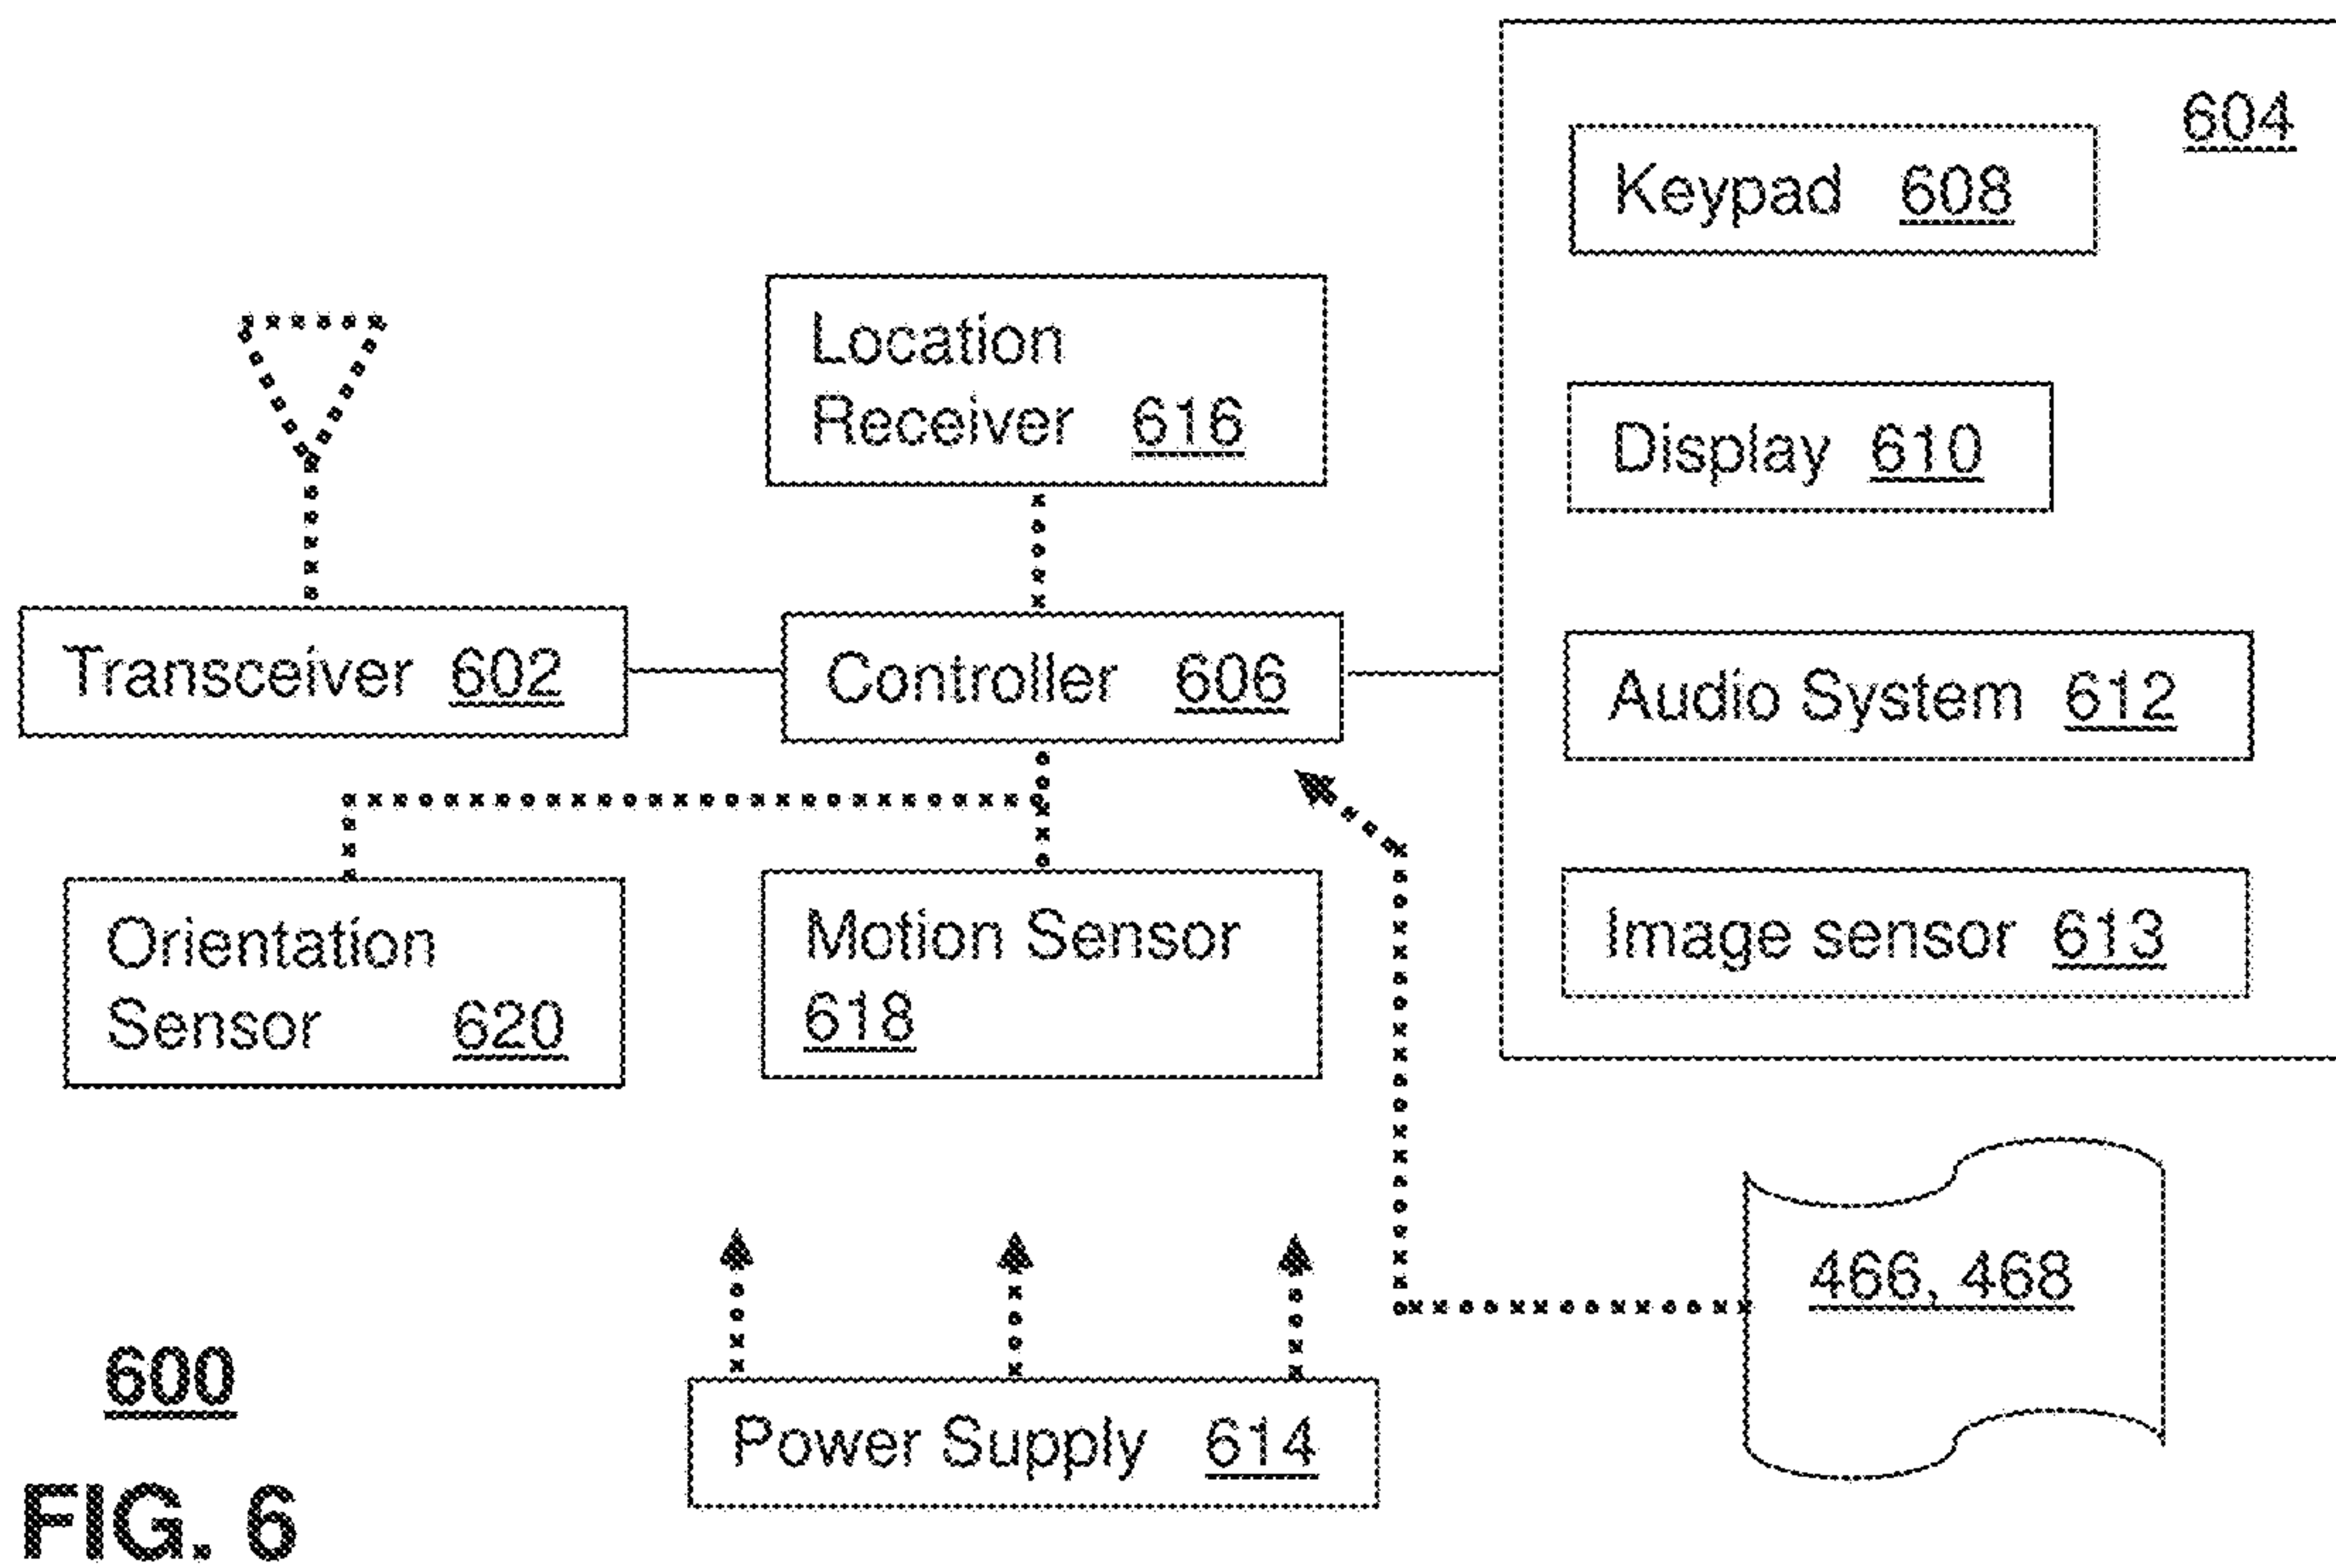 604
Keypad 608
Location
Receiver 616
Display 610
Transceiver 602
Controller 606
Audio System 612
Orientation
Sensor 620
Motion Sensor
618
Image sensor 613
466, 468
600
Power Supply 614
FIG. 6